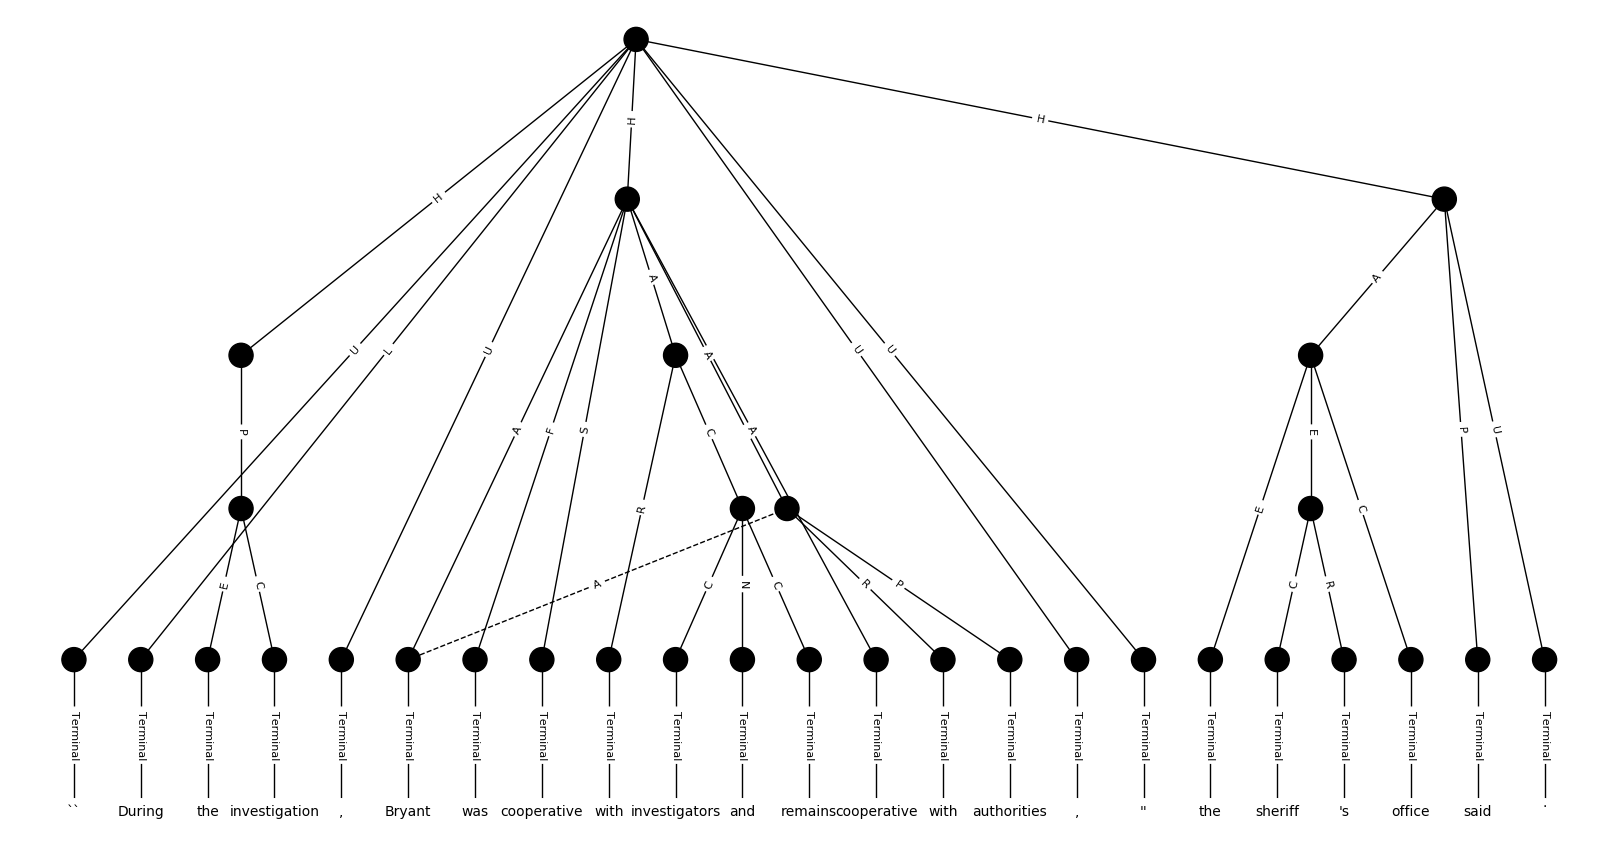 H
H
H
A
A
U
L
U
A
U
U
P
A
F
S
C
A
E
P
U
R
E
C
E
C
A
C
N
C
R
P
C
R
Terminal Terminal Terminal Terminal Terminal Terminal Terminal Terminal Terminal Terminal Terminal Terminal Terminal Terminal Terminal Terminal Terminal Terminal Terminal Terminal Terminal Terminal Terminal
`` During the investigation , Bryant was cooperative with investigators and remains cooperative with authorities , " the sheriff 's office said .